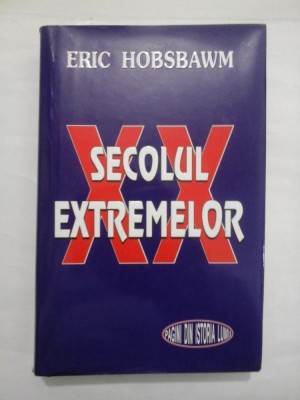 ERIC HOBSBAWM
XX
SECOLUL
EXTREMELOR
PAGINI DIN ISTORIA LUMII